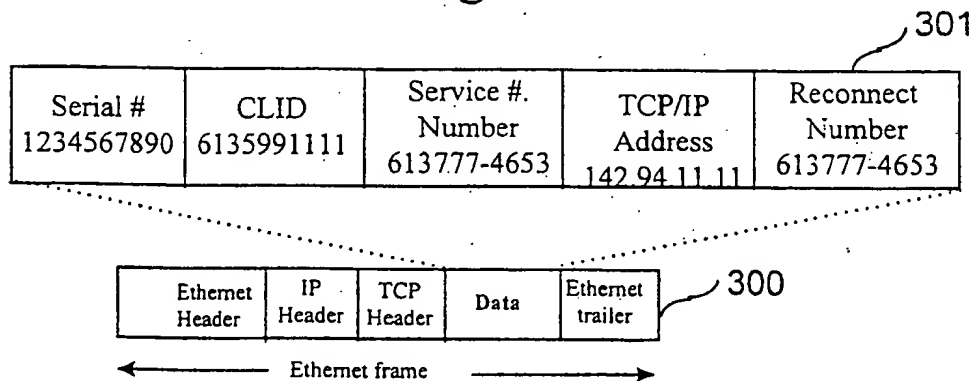 301
Serial #
1234567890
CLID
6135991111
Service #.
Number
613777-4653
TCP/IP
Address
142.94.11.11
Reconnect
Number
613777-4653
300
Ethernet
Header
IP
Header
TCP
Header
Data
Ethernet
trailer
Ethernet frame